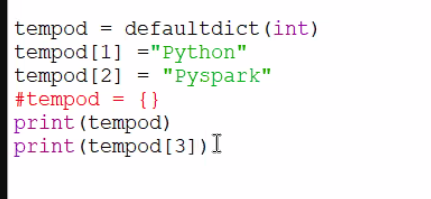 tempod = defaultdict(int)
tempod[1] ="Python"
tempod[2] = "Pyspark"
#tempod = {}
print(tempod)
print(tempod[3])